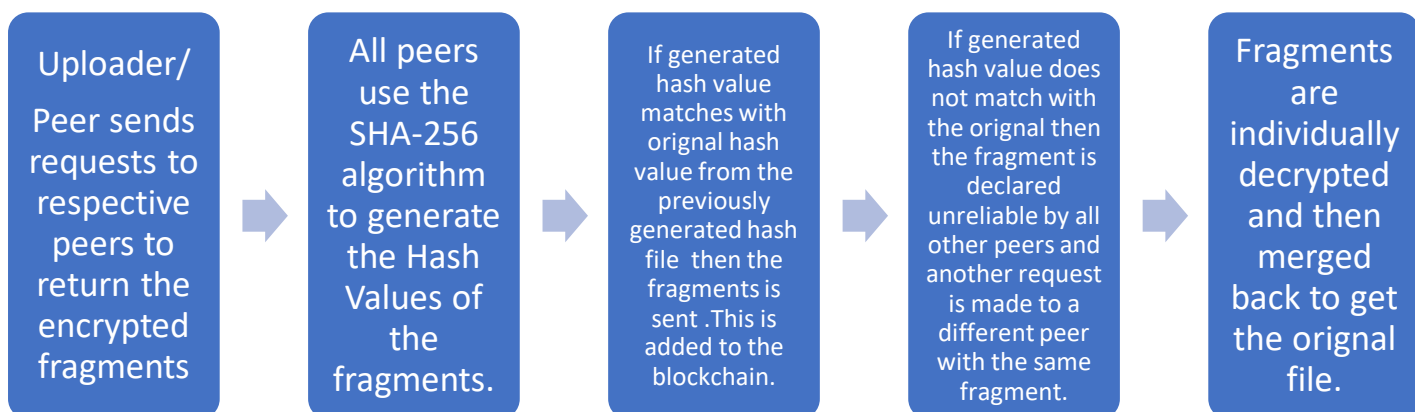 Uploader/
Peer sends
requests to
respective
peers to
return the
encrypted
fragments
All peers
use the
SHA-256
algorithm
to generate
the Hash
Values of
the
fragments.
If generated
hash value
matches with
orignal hash
value from the
previously
generated hash
file then the
fragments is
sent .This is
added to the
blockchain.
If generated
hash value does
not match with
the orignal then
the fragment is
declared
unreliable by all
other peers and
another request
is made to a
different peer
with the same
fragment.
Fragments
are
individually
decrypted
and then
merged
back to get
the orignal
file.